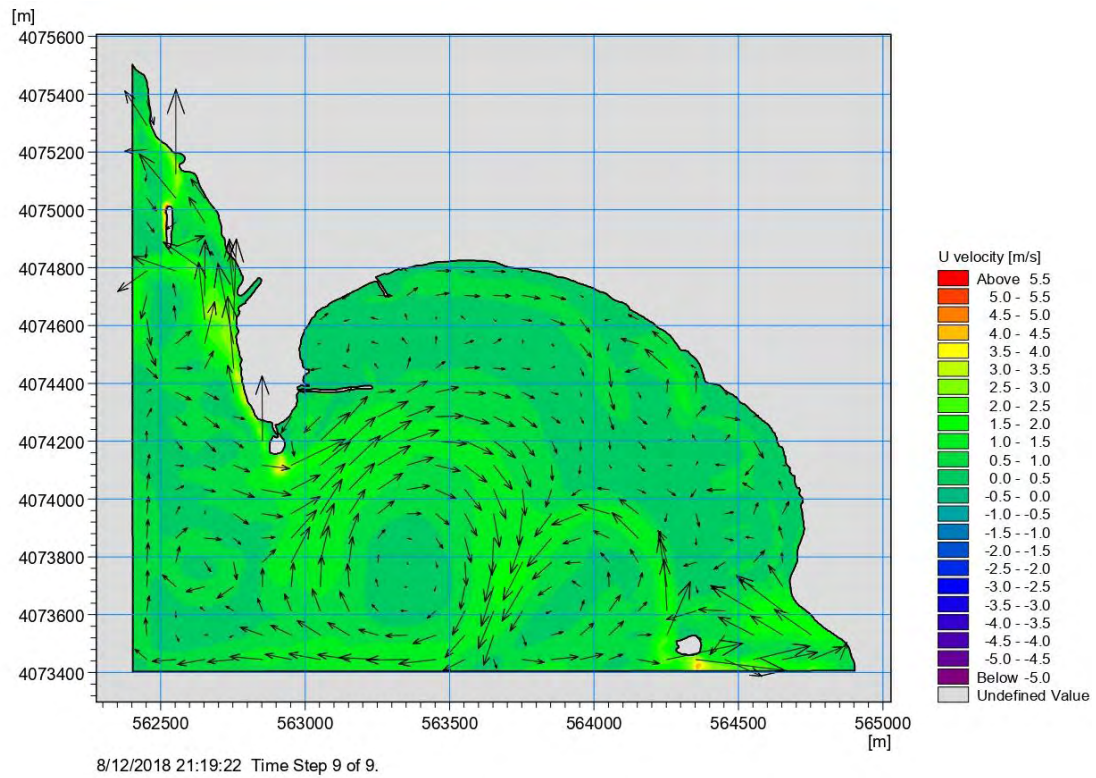 [m]
4075600
4075400
4075200
4075000
4074800
4074600
4074400
4074200
4074000
4073800
4073600
4073400
562500 563000 563500 564000 564500 565000
[m]
8/12/2018 21:19:22 Time Step 9 of 9.
U velocity [m/s]
Above 5.5
5.0 - 5.5
4.5 - 5.0
4.0 - 4.5
3.5 - 4.0
3.0 - 3.5
2.5 - 3.0
2.0 - 2.5
1.5 - 2.0
1.0 - 1.5
0.5 - 1.0
0.0 - 0.5
-0.5 - 0.0
-1.0 - -0.5
-1.5 - -1.0
-2.0 - -1.5
-2.5 - -2.0
-3.0 - -2.5
-3.5 - -3.0
-4.0 - -3.5
-4.5 - -4.0
-5.0 - -4.5
Below -5.0
Undefined Value